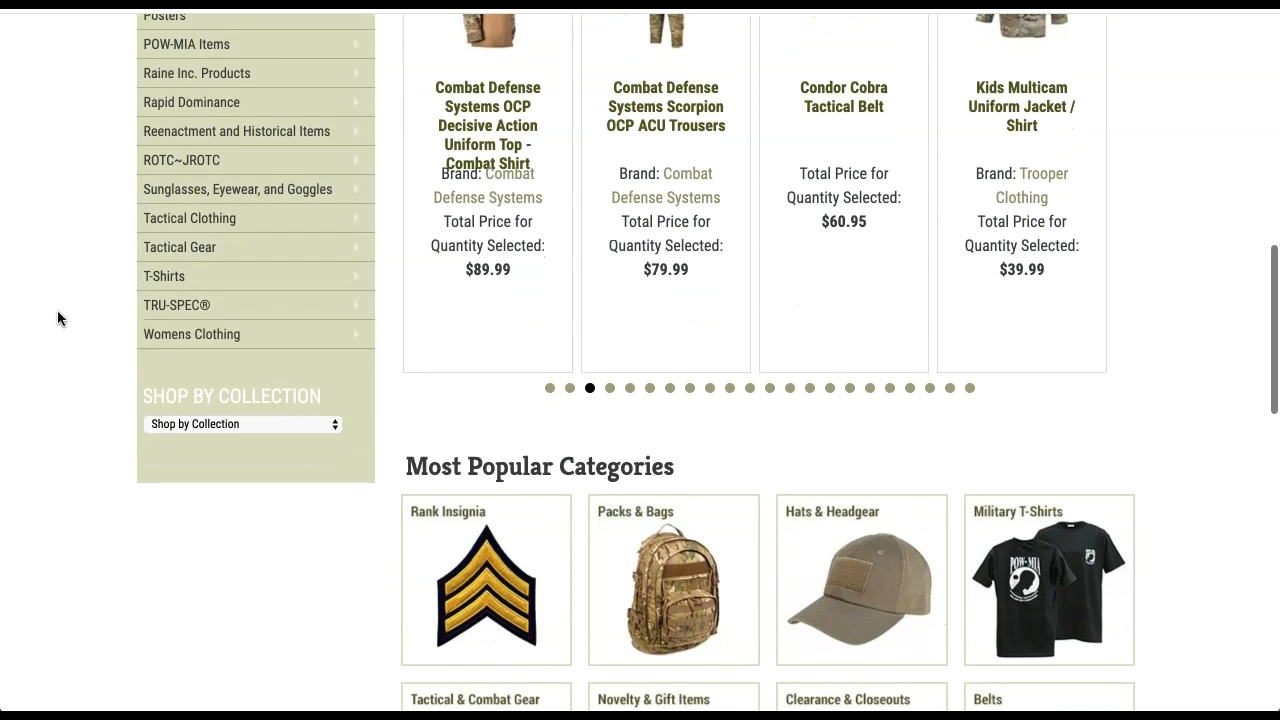 Posters
POW-MIA Items
Raine Inc. Products
Rapid Dominance
Reenactment and Historical Items
ROTC~JROTC
Sunglasses, Eyewear, and Goggles
Tactical Clothing
Tactical Gear
T-Shirts
TRU-SPEC®
Womens Clothing
SHOP BY COLLECTION
Shop by Collection
Combat Defense
Systems OCP
Decisive Action
Uniform Top -
Combat Shirt
Brand: Combat
Defense Systems
Total Price for
Quantity Selected:
$89.99
Combat Defense
Systems Scorpion
OCP ACU Trousers
Brand: Combat
Defense Systems
Total Price for
Quantity Selected:
$79.99
Condor Cobra
Tactical Belt
Total Price for
Quantity Selected:
$60.95
Kids Multicam
Uniform Jacket /
Shirt
Brand: Trooper
Clothing
Total Price for
Quantity Selected:
$39.99
Most Popular Categories
Rank Insignia
Packs & Bags
Hats & Headgear
Military T-Shirts
POW-MIA
Tactical & Combat Gear
Novelty & Gift Items
Clearance & Closeouts
Belts